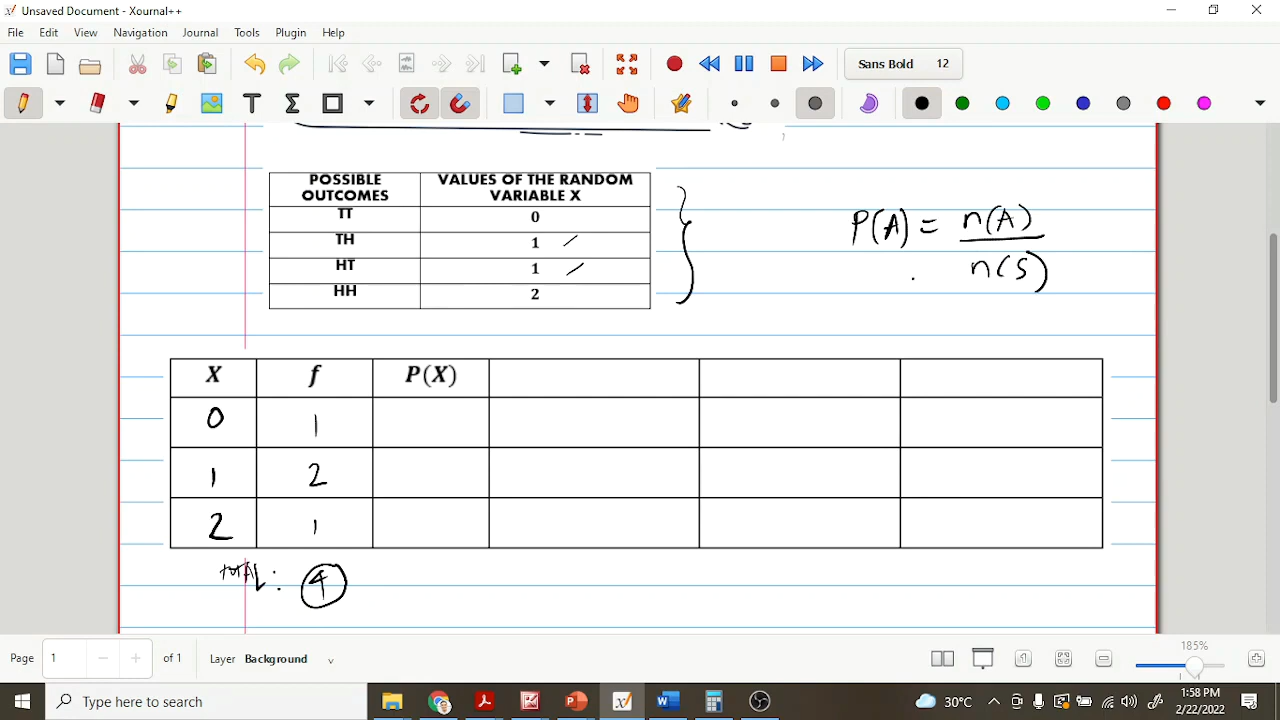 Unsaved Document - Xournal++
File Edit View Navigation Journal Tools Plugin Help
Sans Bold 12
POSSIBLE OUTCOMES VALUES OF THE RANDOM VARIABLE X
TT 0
TH 1
HT 1
HH 2
P(A) = n(A) / n(S)
X f P(X)
0 1
1 2
2 1
TOTAL: 4
Page 1 of 1 Layer Background 185%
Type here to search
30°C
1:58 PM
2/22/2022